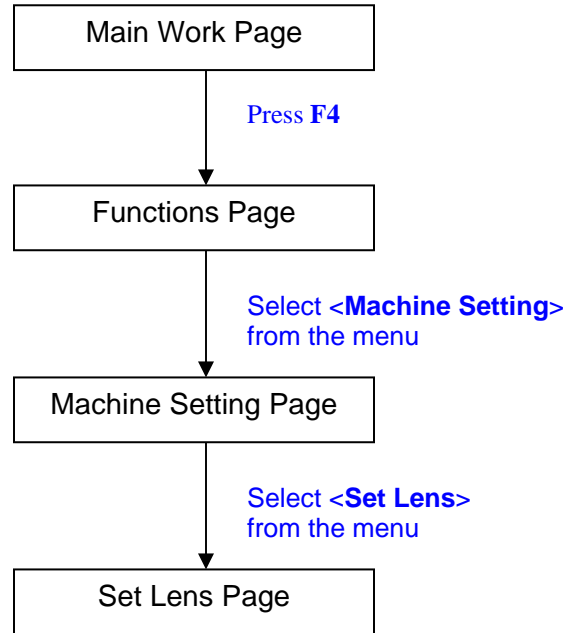 Main Work Page
Press F4
Functions Page
Select <Machine Setting>
from the menu
Machine Setting Page
Select <Set Lens>
from the menu
Set Lens Page